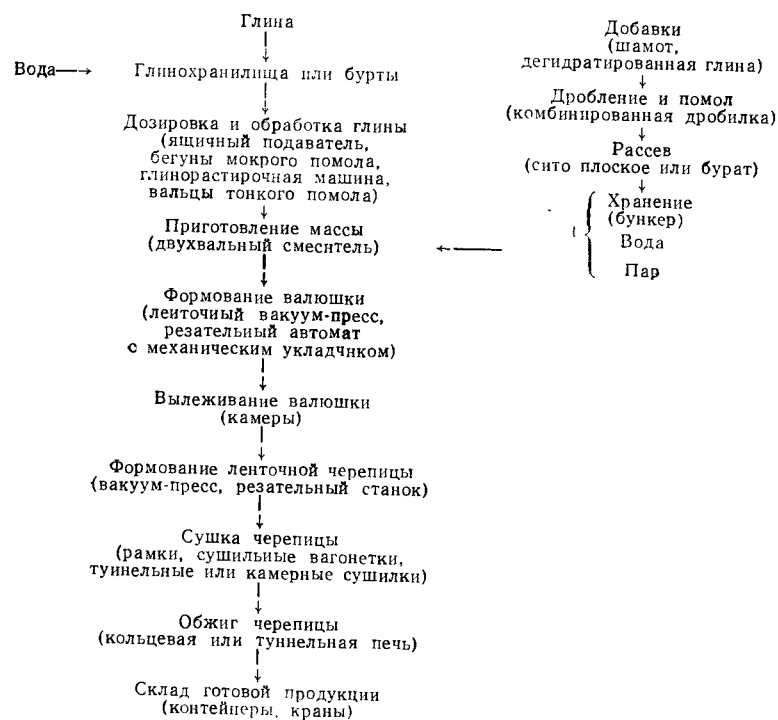 Глина
Вода
Глинохранилища или бурты
Дозировка и обработка глины
(ящичный подаватель,
бегуны мокрого помола,
глинорастирочная машина,
вальцы тонкого помола)
Приготовление массы
(двухвальный смеситель)
Формование валюшки
(ленточный вакуум-пресс,
резательный автомат
с механическим укладчиком)
Вылеживание валюшки
(камеры)
Формование ленточной черепицы
(вакуум-пресс, резательный станок)
Сушка черепицы
(рамки, сушильные вагонетки,
туннельные или камерные сушилки)
Обжиг черепицы
(кольцевая или туннельная печь)
Склад готовой продукции
(контейнеры, краны)
Добавки
(шамот,
дегидратированная глина)
Дробление и помол
(комбинированная дробилка)
Рассев
(сито плоское или бурат)
Хранение
(бункер)
Вода
Пар